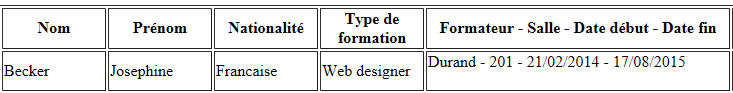 Nom Prénom Nationalité Type de formation Formateur - Salle - Date début - Date fin
Becker Josephine Francaise Web designer Durand - 201 - 21/02/2014 - 17/08/2015